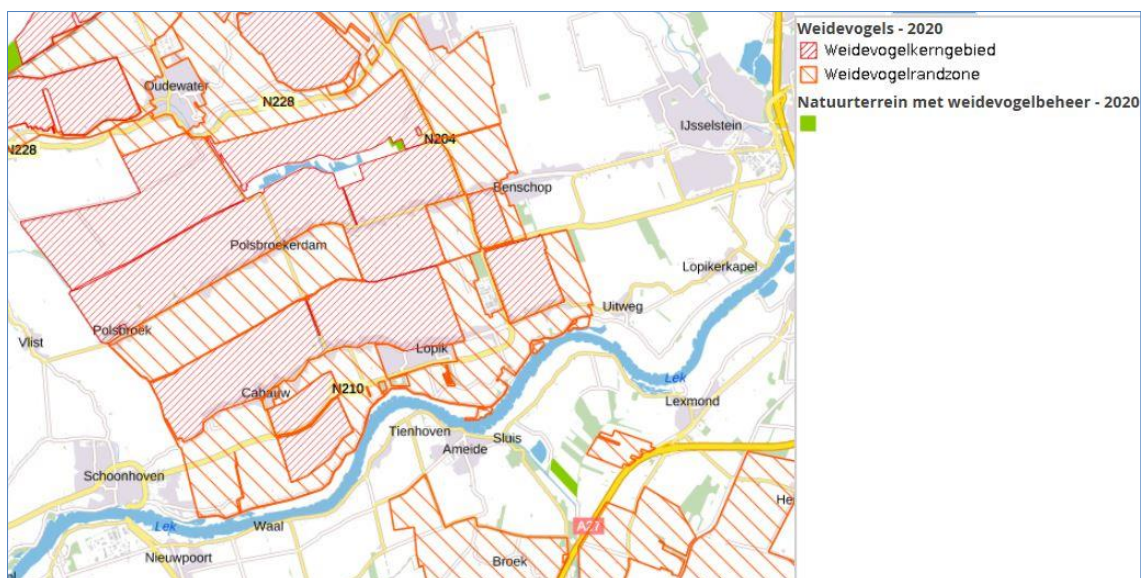 Weidevogels - 2020
Weidevogelkerngebied
Weidevogelrandzone
Natuurterrein met weidevogelbeheer - 2020
Oudewater
N228
N204
N228
IJsselstein
Benschop
Polsbroekerdam
Lopikerkapel
Uitweg
Polsbroek
Vlist
Lopik
Lek
Cabauw
N210
Lexmond
Tienhoven
Sluis
Ameide
Schoonhoven
He
Lek
Waal
A27
Nieuwpoort
Broek